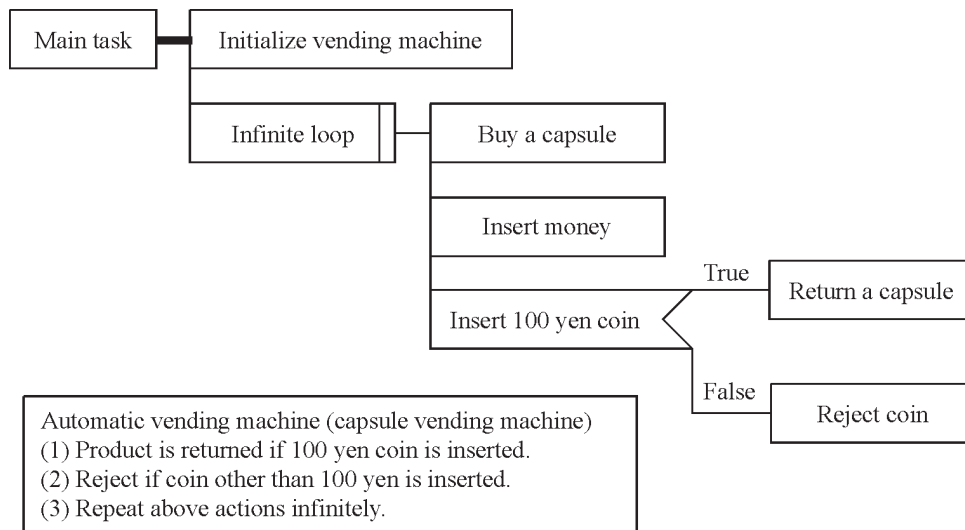 Main task
Initialize vending machine
Infinite loop
Buy a capsule
Insert money
True
Return a capsule
Insert 100 yen coin
False
Reject coin
Automatic vending machine (capsule vending machine)
(1) Product is returned if 100 yen coin is inserted.
(2) Reject if coin other than 100 yen is inserted.
(3) Repeat above actions infinitely.